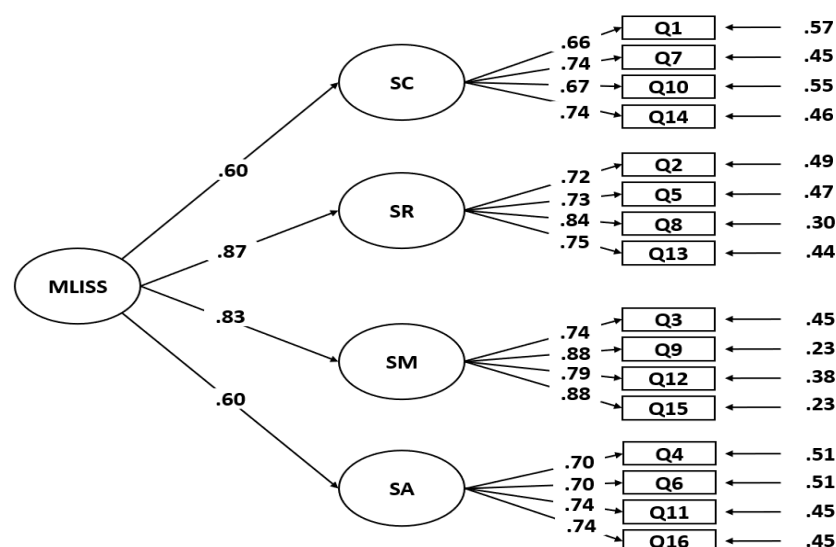 MLISS
.60
.87
.83
.60
SC
.66
.74
.67
.74
Q1
.57
Q7
.45
Q10
.55
Q14
.46
SR
.72
.73
.84
.75
Q2
.49
Q5
.47
Q8
.30
Q13
.44
SM
.74
.88
.79
.88
Q3
.45
Q9
.23
Q12
.38
Q15
.23
SA
.70
.70
.74
.74
Q4
.51
Q6
.51
Q11
.45
Q16
.45